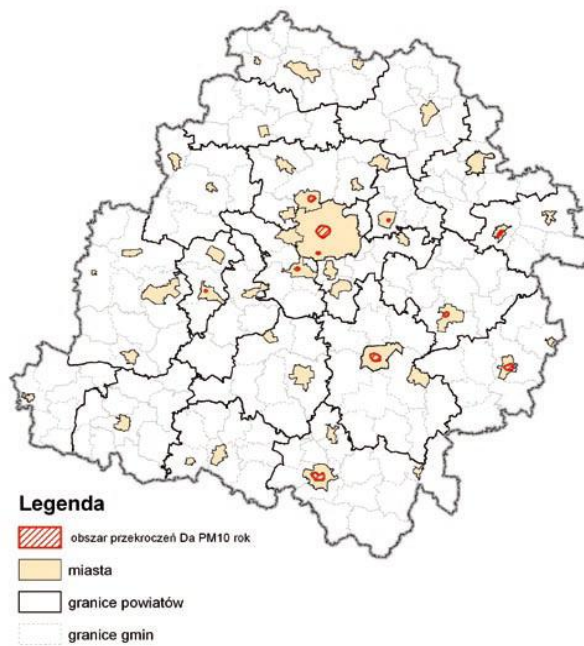 Legenda
obszar przekroczeń Da PM10 rok
miasta
granice powiatów
granice gmin